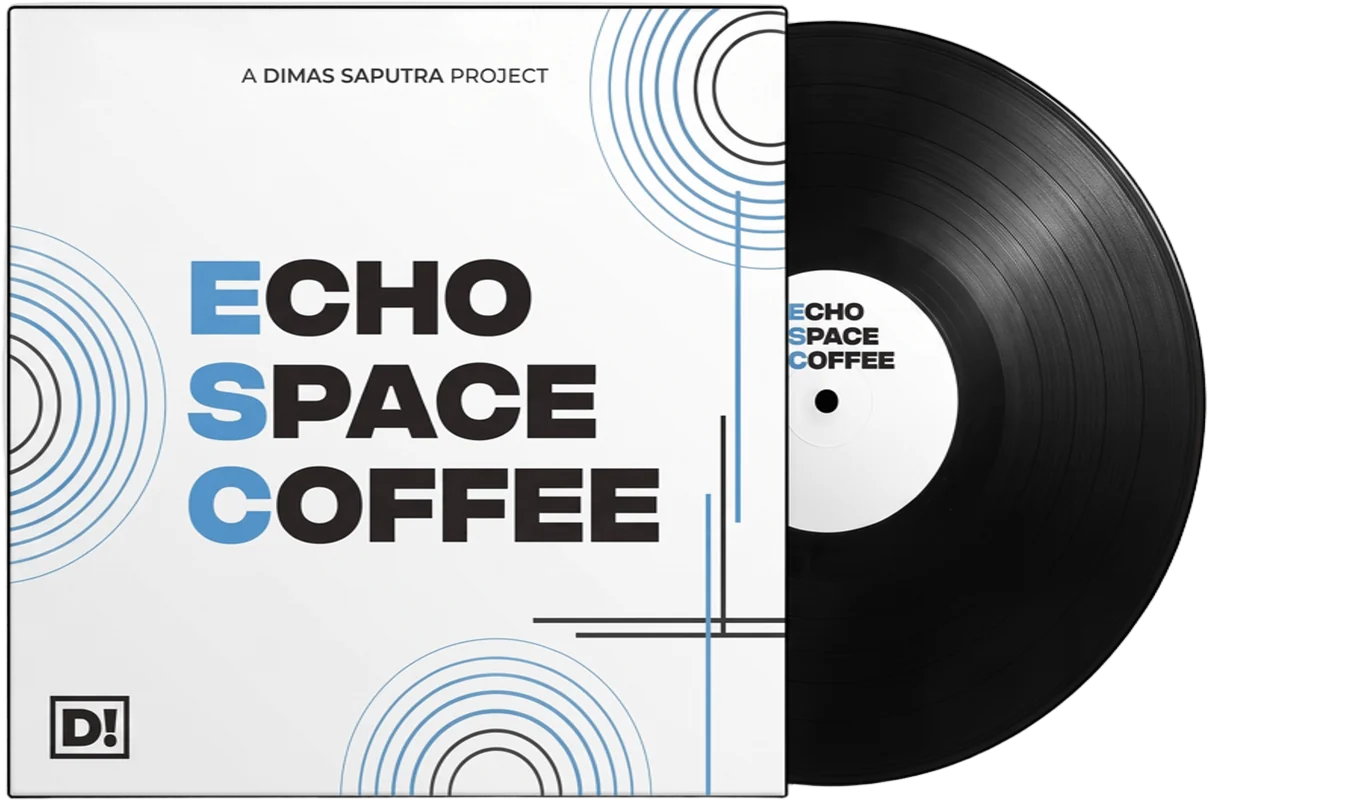 A DIMAS SAPUTRA PROJECT
ECHO
SPACE
COFFEE
D!
ECHO
SPACE
COFFEE